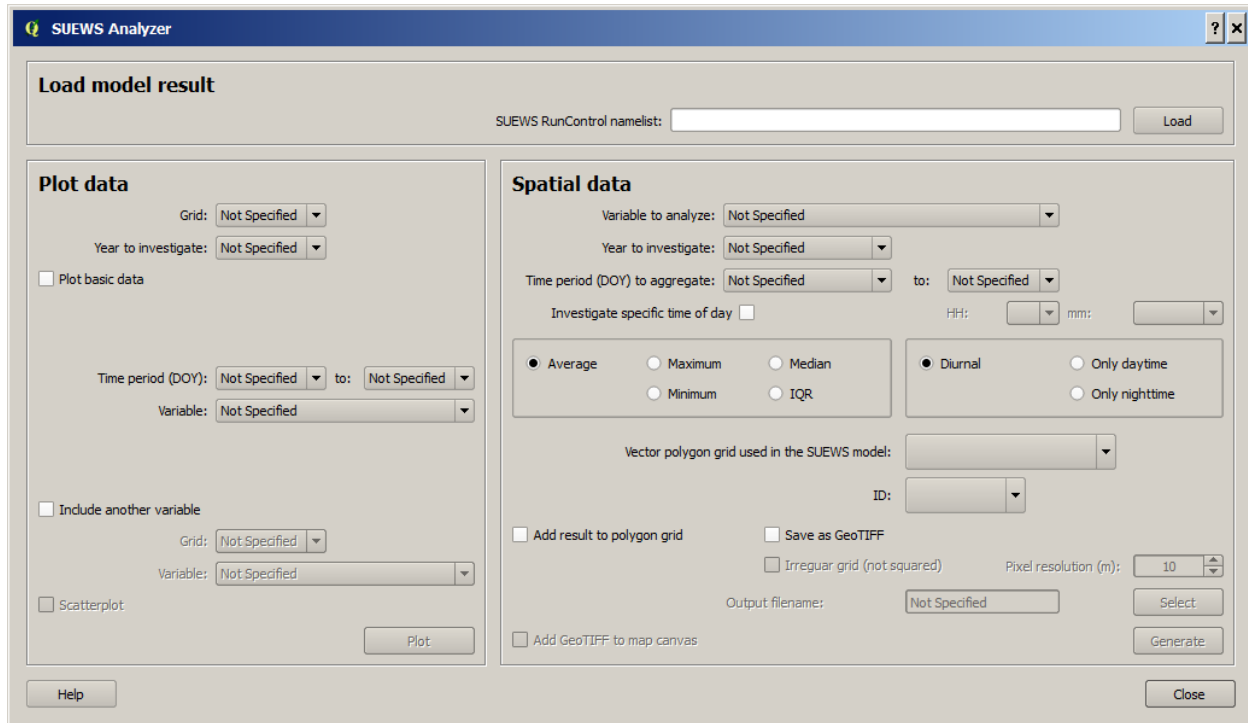 SUEWS Analyzer
Load model result
SUEWS RunControl namelist: Load
Plot data
Grid: Not Specified
Year to investigate: Not Specified
Plot basic data
Time period (DOY): Not Specified to: Not Specified
Variable: Not Specified
Include another variable
Grid: Not Specified
Variable: Not Specified
Scatterplot
Plot
Spatial data
Variable to analyze: Not Specified
Year to investigate: Not Specified
Time period (DOY) to aggregate: Not Specified to: Not Specified
Investigate specific time of day HH: mm:
Average Maximum Median Diurnal Only daytime
Minimum IQR Only nighttime
Vector polygon grid used in the SUEWS model:
ID:
Add result to polygon grid Save as GeoTIFF
Irreguar grid (not squared) Pixel resolution (m): 10
Output filename: Not Specified Select
Add GeoTIFF to map canvas Generate
Help Close